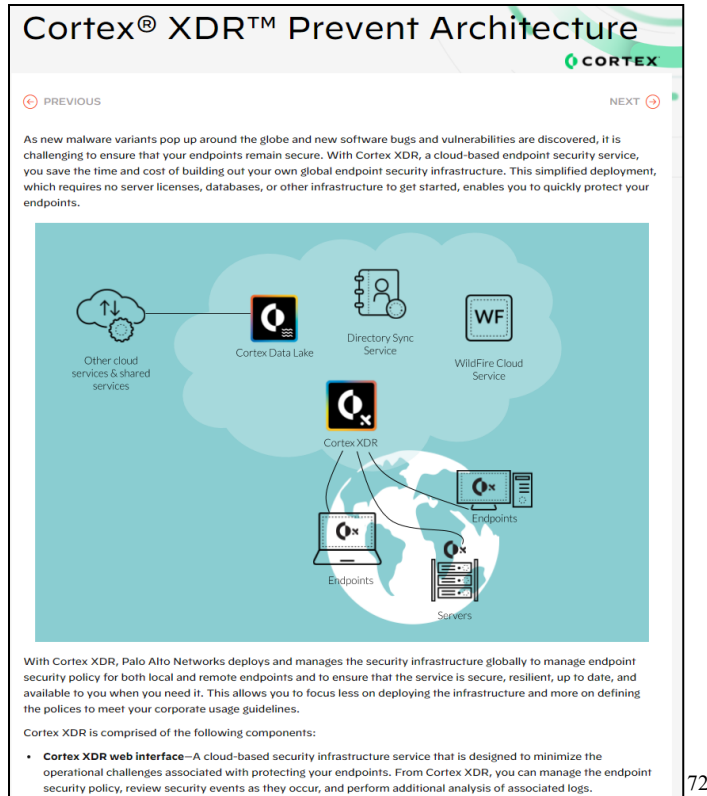 Cortex® XDR™ Prevent Architecture
CORTEX
PREVIOUS
NEXT
As new malware variants pop up around the globe and new software bugs and vulnerabilities are discovered, it is
challenging to ensure that your endpoints remain secure. With Cortex XDR, a cloud-based endpoint security service,
you save the time and cost of building out your own global endpoint security infrastructure. This simplified deployment,
which requires no server licenses, databases, or other infrastructure to get started, enables you to quickly protect your
endpoints.
Other cloud
services & shared
services
Cortex Data Lake
Directory Sync
Service
WF
WildFire Cloud
Service
Cortex XDR
Endpoints
Endpoints
Servers
With Cortex XDR, Palo Alto Networks deploys and manages the security infrastructure globally to manage endpoint
security policy for both local and remote endpoints and to ensure that the service is secure, resilient, up to date, and
available to you when you need it. This allows you to focus less on deploying the infrastructure and more on defining
the polices to meet your corporate usage guidelines.
Cortex XDR is comprised of the following components:
• Cortex XDR web interface—A cloud-based security infrastructure service that is designed to minimize the
operational challenges associated with protecting your endpoints. From Cortex XDR, you can manage the endpoint
security policy, review security events as they occur, and perform additional analysis of associated logs.
72